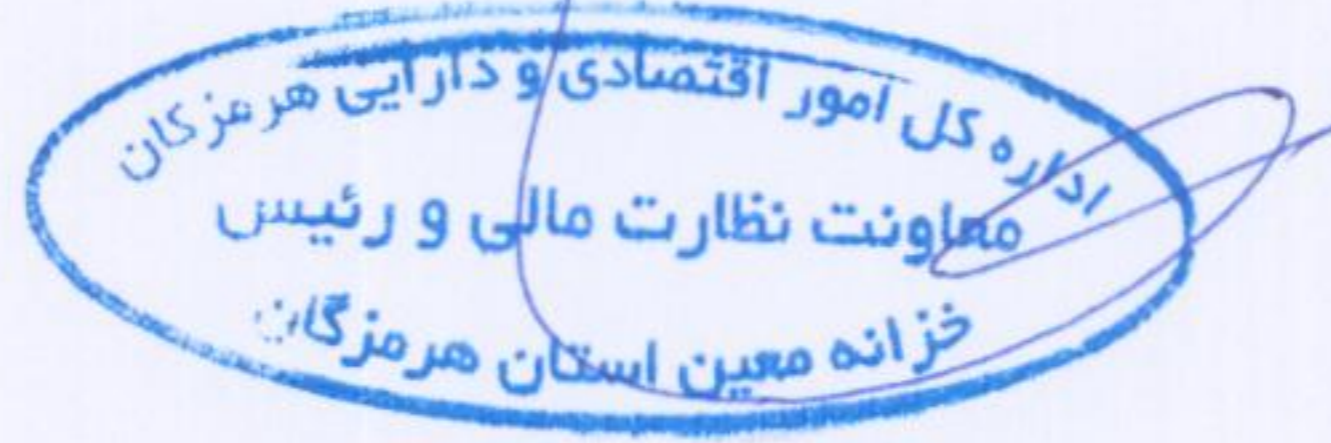 اداره کل امور اقتصادی و دارایی هرمزگان
معاونت نظارت مالی و رئیس
خزانه معین استان هرمزگان